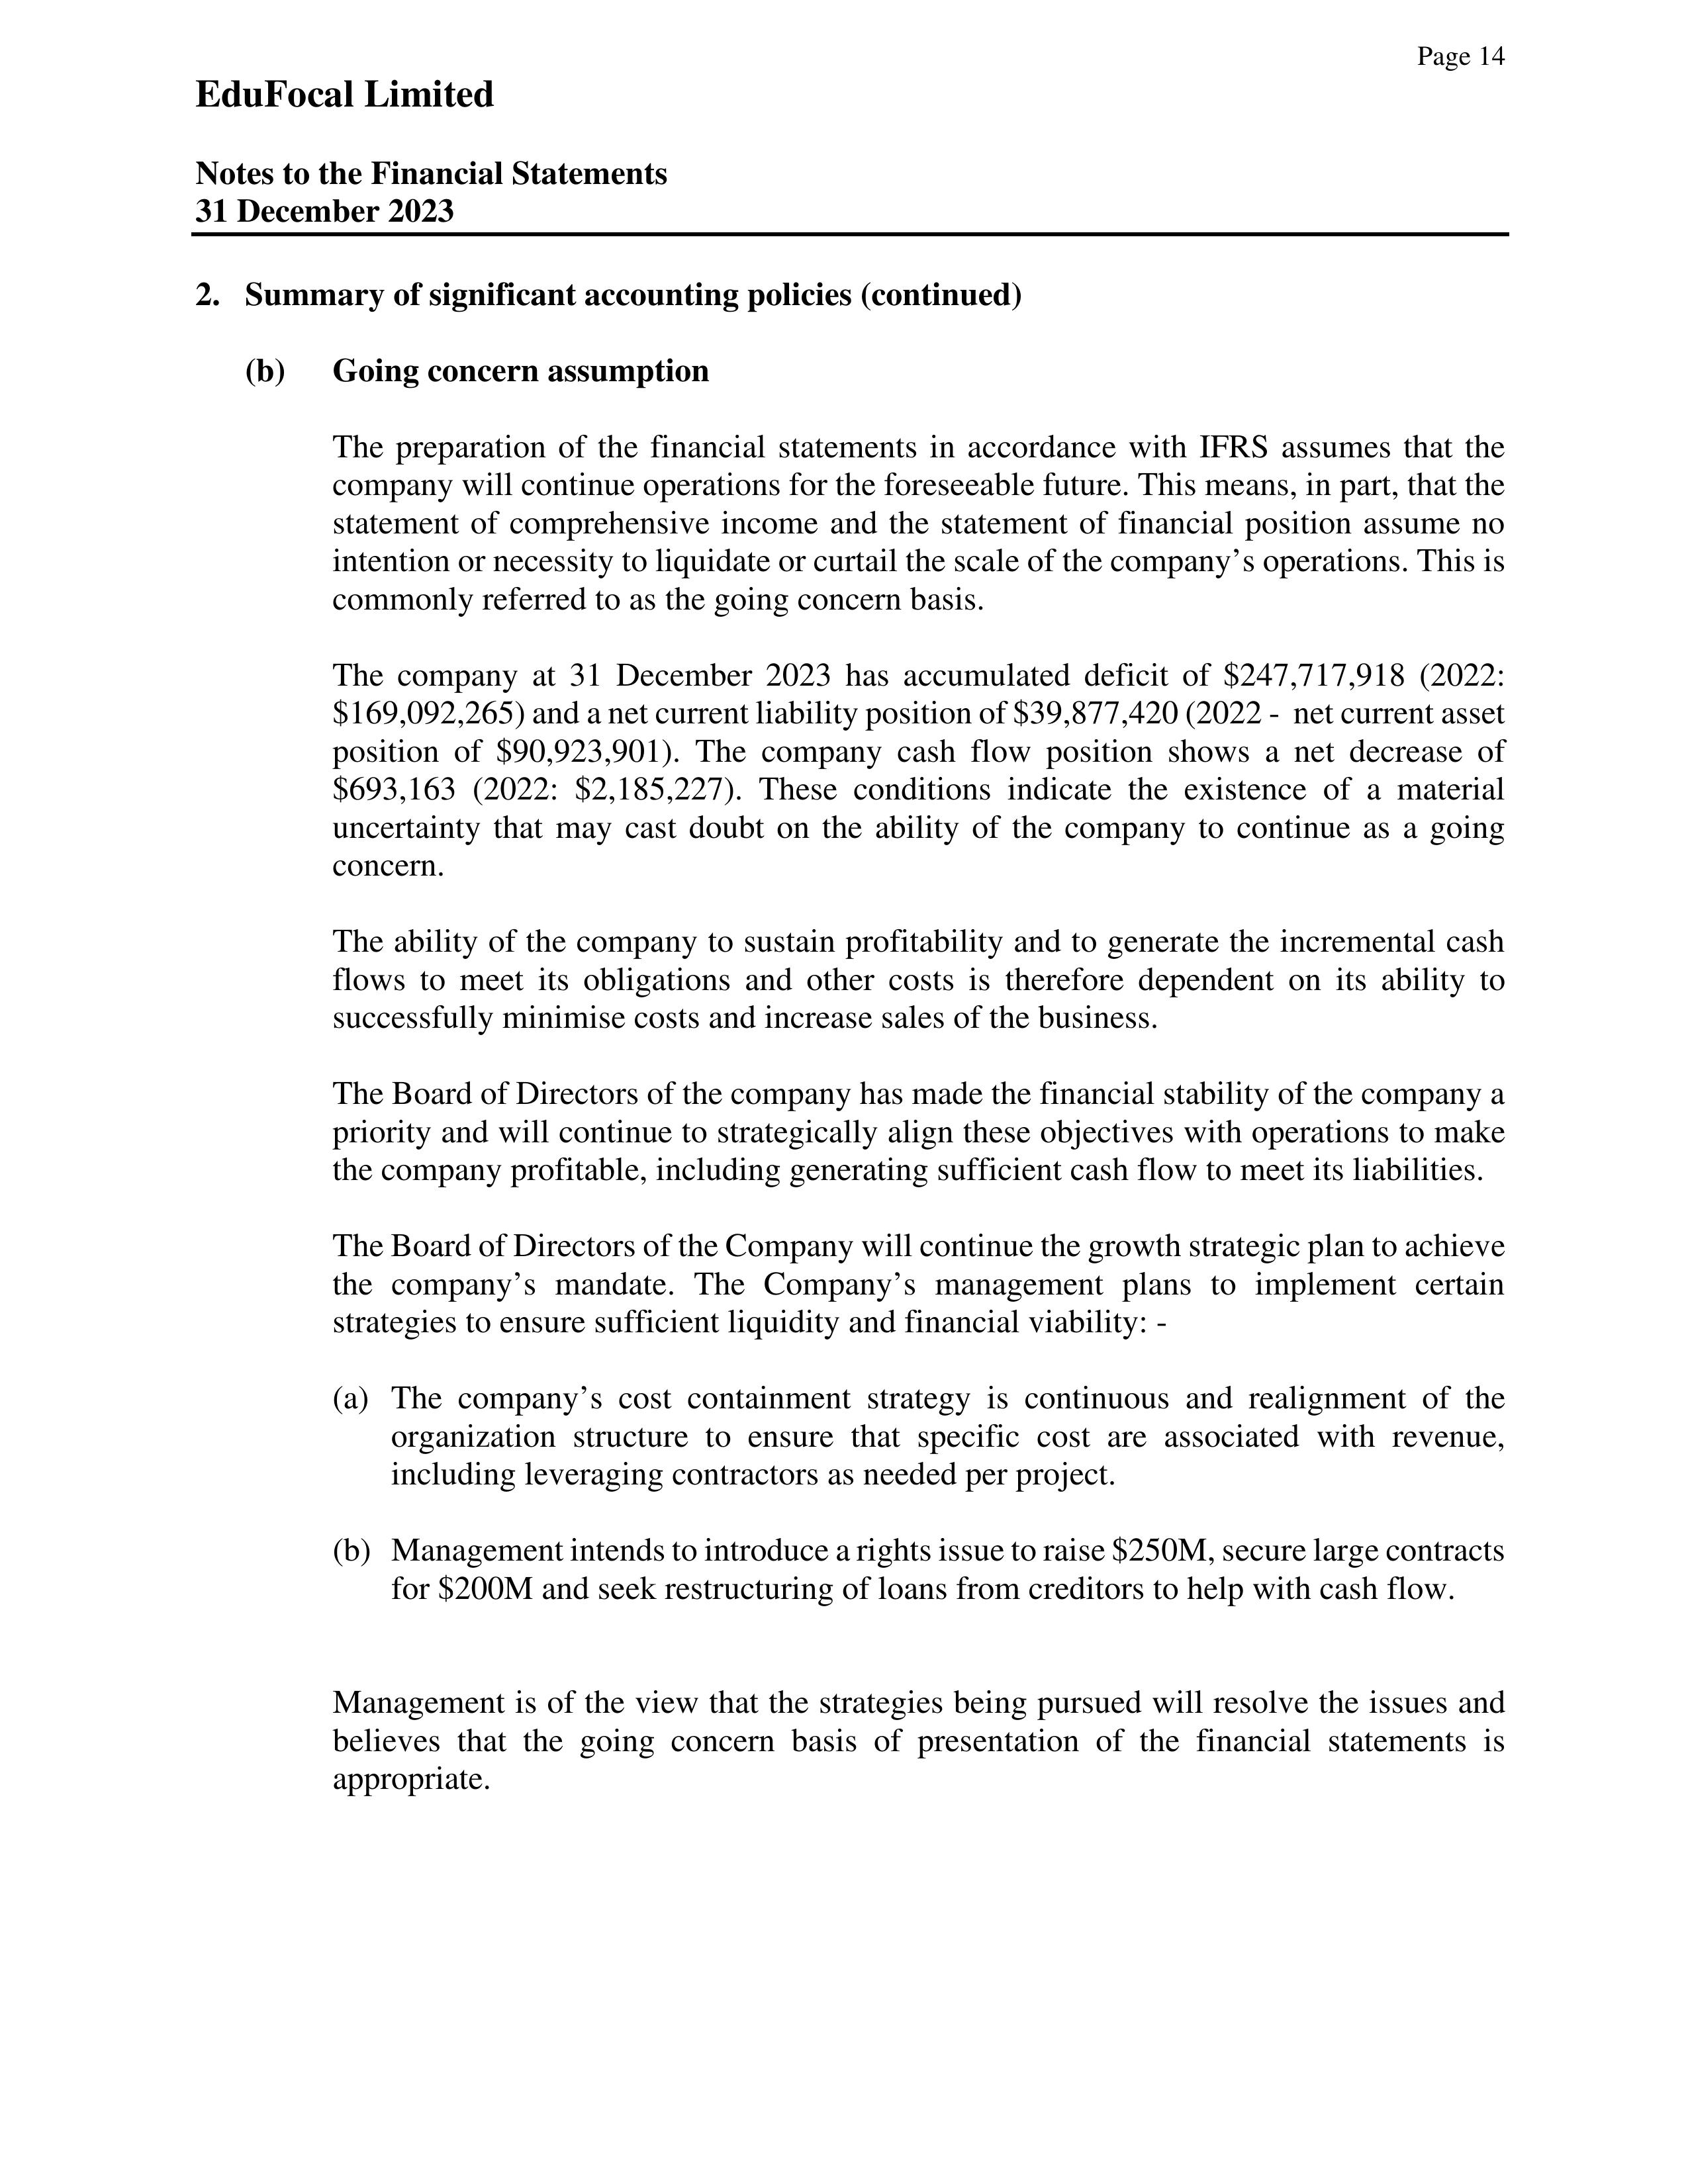 Page 14
EduFocal Limited
Notes to the Financial Statements
31 December 2023
2. Summary of significant accounting policies (continued)
(b) Going concern assumption
The preparation of the financial statements in accordance with IFRS assumes that the
company will continue operations for the foreseeable future. This means, in part, that the
statement of comprehensive income and the statement of financial position assume no
intention or necessity to liquidate or curtail the scale of the company’s operations. This is
commonly referred to as the going concern basis.
The company at 31 December 2023 has accumulated deficit of $247,717,918 (2022:
$169,092,265) and a net current liability position of $39,877,420 (2022 - net current asset
position of $90,923,901). The company cash flow position shows a net decrease of
$693,163 (2022: $2,185,227). These conditions indicate the existence of a material
uncertainty that may cast doubt on the ability of the company to continue as a going
concern.
The ability of the company to sustain profitability and to generate the incremental cash
flows to meet its obligations and other costs is therefore dependent on its ability to
successfully minimise costs and increase sales of the business.
The Board of Directors of the company has made the financial stability of the company a
priority and will continue to strategically align these objectives with operations to make
the company profitable, including generating sufficient cash flow to meet its liabilities.
The Board of Directors of the Company will continue the growth strategic plan to achieve
the company’s mandate. The Company’s management plans to implement certain
strategies to ensure sufficient liquidity and financial viability: -
(a) The company’s cost containment strategy is continuous and realignment of the
organization structure to ensure that specific cost are associated with revenue,
including leveraging contractors as needed per project.
(b) Management intends to introduce a rights issue to raise $250M, secure large contracts
for $200M and seek restructuring of loans from creditors to help with cash flow.
Management is of the view that the strategies being pursued will resolve the issues and
believes that the going concern basis of presentation of the financial statements is
appropriate.